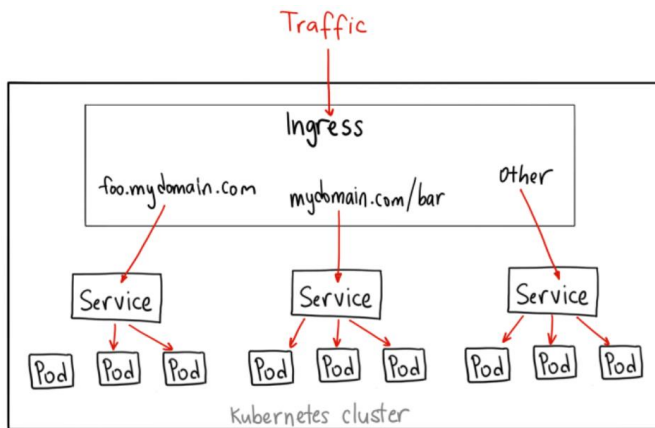 Traffic
Ingress
foo.mydomain.com
mydomain.com/bar
Other
Service
Service
Service
Pod
Pod
Pod
Pod
Pod
Pod
Pod
Pod
Pod
Kubernetes cluster